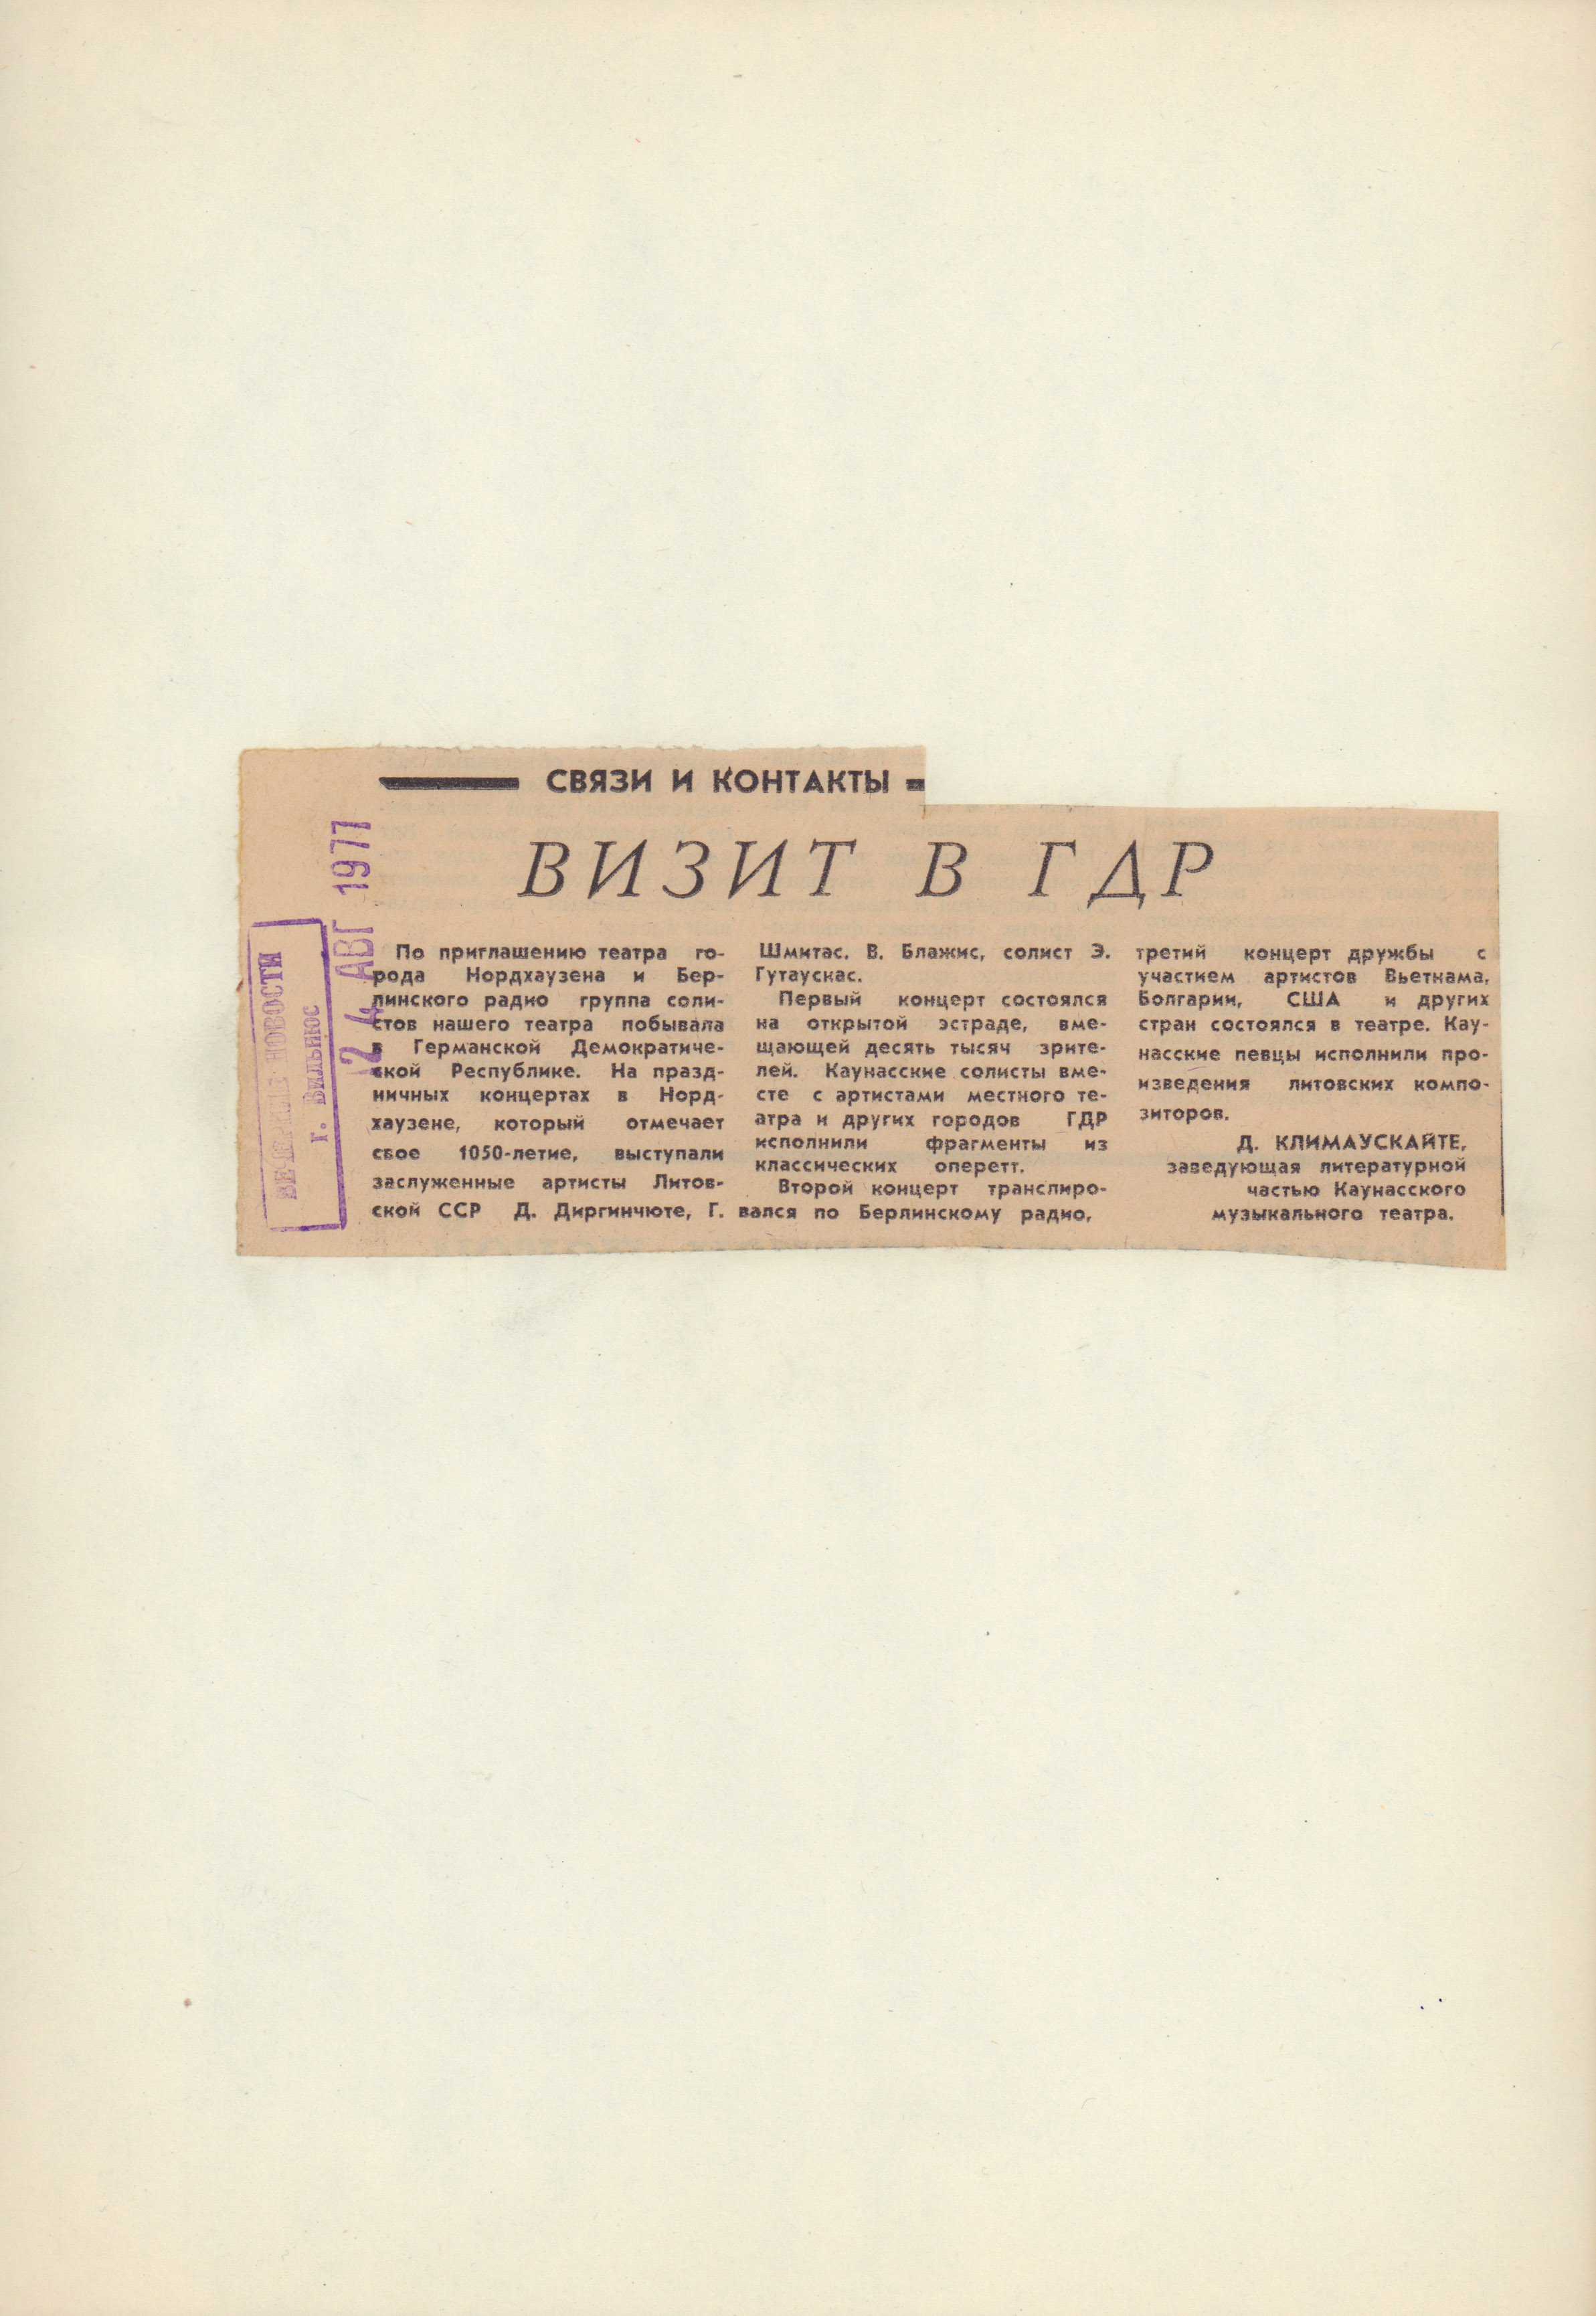 СВЯЗИ И КОНТАКТЫ
ВИЗИТ В ГДР
По приглашению театра го-
рода Нордхаузена и Бер-
линского радио группа соли-
стов нашего театра побывала
в Германской Демократиче-
ской Республике. На празд-
ничных концертах в Норд-
хаузене, который отмечает
свое 1050-летие, выступали
заслуженные артисты Литов-
ской ССР Д. Диргинчюте, Г.
Шмитас. В. Блажис, солист Э.
Гутаускас.
Первый концерт состоялся
на открытой эстраде, вме-
щающей десять тысяч зрите-
лей. Каунасские солисты вме-
сте с артистами местного те-
атра и других городов ГДР
исполнили фрагменты из
классических оперетт.
Второй концерт транслиро-
вался по Берлинскому радио,
третий концерт дружбы с
участием артистов Вьетнама,
Болгарии, США и других
стран состоялся в театре. Кау-
насские певцы исполнили про-
изведения литовских компо-
зиторов.
Д. КЛИМАУСКАЙТЕ,
заведующая литературной
частью Каунасского
музыкального театра.
ВЕЧЕРНИЕ НОВОСТИ
г. Вильнюс
2 4 АВГ 1977